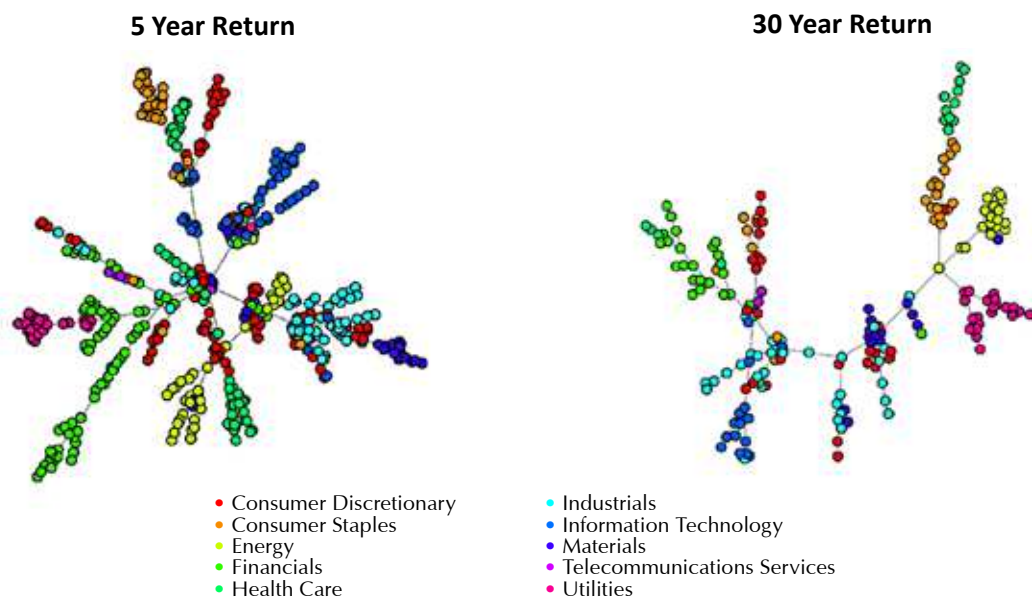 5 Year Return
30 Year Return
Consumer Discretionary
Consumer Staples
Energy
Financials
Health Care
Industrials
Information Technology
Materials
Telecommunications Services
Utilities